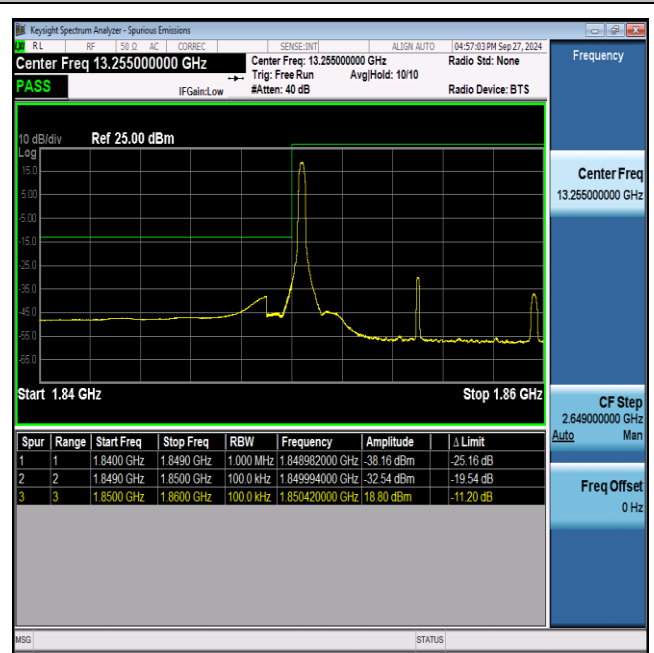 Keysight Spectrum Analyzer - Spurious Emissions
RL RF 50 Ω AC CORREC SENSE:INT ALIGN AUTO 04:57:03 PM Sep 27, 2024
Center Freq 13.255000000 GHz
Center Freq: 13.255000000 GHz Radio Std: None
Trig: Free Run Avg|Hold: 10/10
PASS IFGain:Low #Atten: 40 dB Radio Device: BTS
10 dB/div Ref 25.00 dBm
Log
15.0
5.00
-5.00
-15.0
-25.0
-35.0
-45.0
-55.0
-65.0
Start 1.84 GHz Stop 1.86 GHz
Spur Range Start Freq Stop Freq RBW Frequency Amplitude Δ Limit
1 1 1.8400 GHz 1.8490 GHz 1.000 MHz 1.848982000 GHz -38.16 dBm -25.16 dB
2 2 1.8490 GHz 1.8500 GHz 100.0 kHz 1.849994000 GHz -32.54 dBm -19.54 dB
3 3 1.8500 GHz 1.8600 GHz 100.0 kHz 1.850420000 GHz 18.80 dBm -11.20 dB
Frequency
Center Freq
13.255000000 GHz
CF Step
2.649000000 GHz
Auto Man
Freq Offset
0 Hz
MSG STATUS